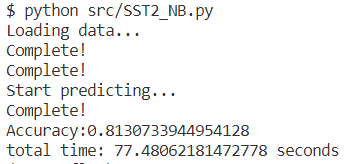 $ python src/SST2_NB.py
Loading data...
Complete!
Complete!
Start predicting...
Complete!
Accuracy:0.8130733944954128
total time: 77.48062181472778 seconds